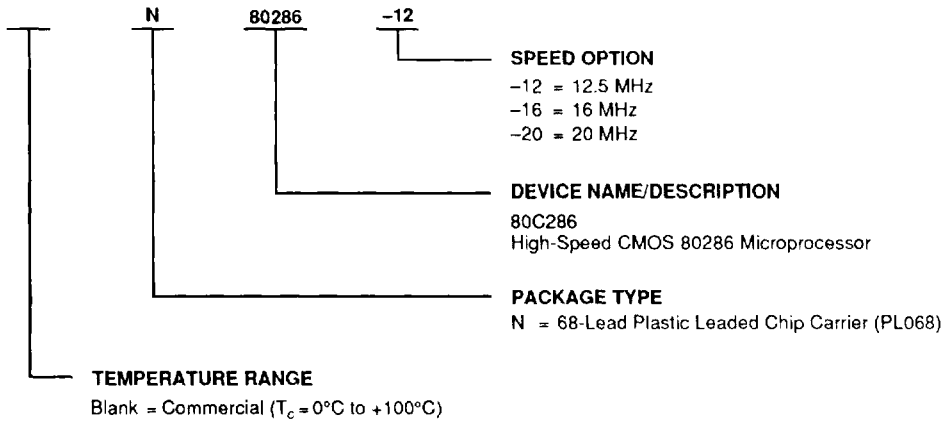 N 80286 –12
SPEED OPTION
–12 = 12.5 MHz
–16 = 16 MHz
–20 = 20 MHz
DEVICE NAME/DESCRIPTION
80C286
High-Speed CMOS 80286 Microprocessor
PACKAGE TYPE
N = 68-Lead Plastic Leaded Chip Carrier (PL068)
TEMPERATURE RANGE
Blank = Commercial (Tc = 0°C to +100°C)